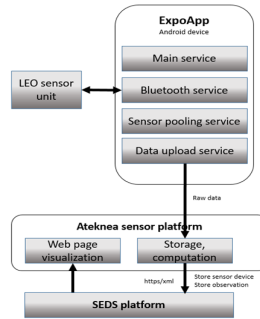 ExpoApp
Android device
Main service
LEO sensor
unit
Bluetooth service
Sensor pooling service
Data upload service
Raw data
Ateknea sensor platform
Web page
visualization
Storage,
computation
https/xml
Store sensor device
Store observation
SEDS platform